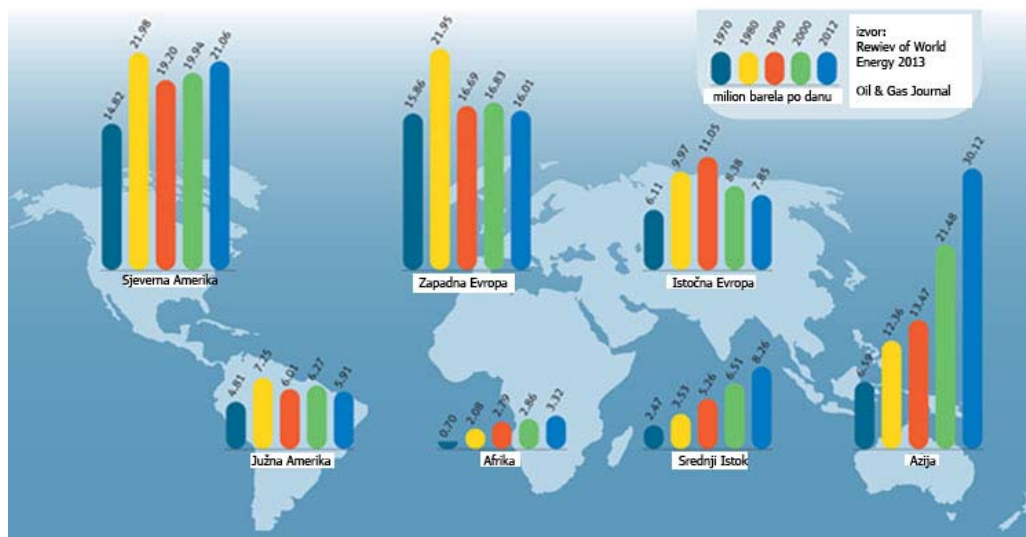 1970 1980 1990 2000 2012
milion barela po danu
izvor:
Rewiev of World
Energy 2013
Oil & Gas Journal
14.82 21.98 19.20 19.94 21.06
Sjeverna Amerika
15.86 21.95 16.69 16.83 16.01
Zapadna Evropa
6.11 9.97 11.05 8.38 7.85
Istočna Evropa
4.81 7.25 6.01 6.27 5.91
Južna Amerika
0.70 2.08 2.79 2.86 3.32
Afrika
2.47 3.53 5.26 6.51 8.26
Srednji Istok
6.59 12.36 13.47 21.48 30.12
Azija